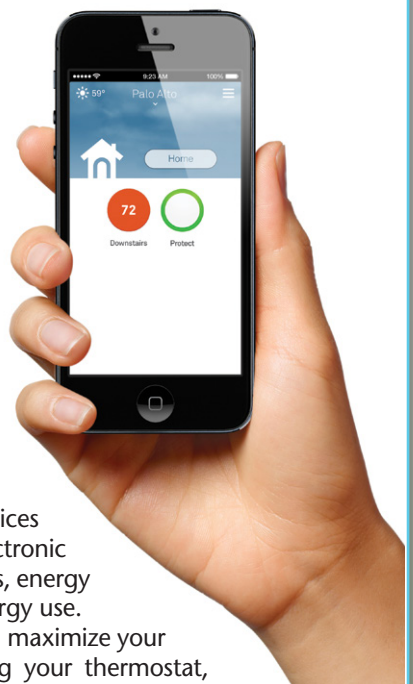 9:23 AM 100%
59° Palo Alto
Home
72
Downstairs Protect
ices
ctronic
s, energy
rgy use.
maximize your
g your thermostat,